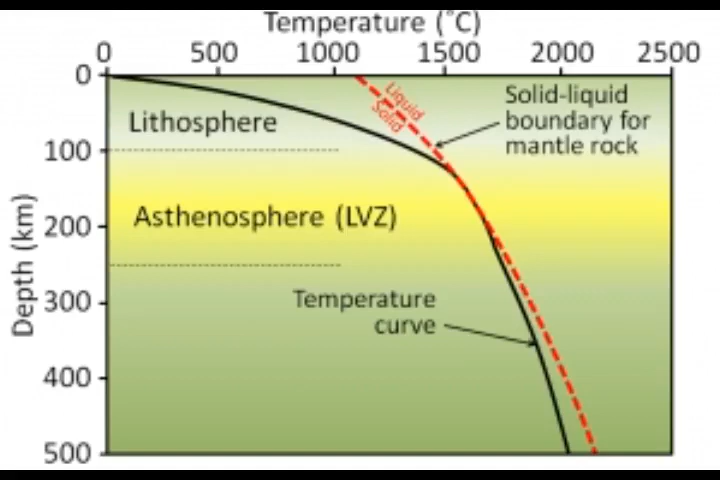 Temperature (˚C)
0 500 1000 1500 2000 2500
0
Liquid
Solid
Solid-liquid
boundary for
mantle rock
Lithosphere
100
Asthenosphere (LVZ)
200
Depth (km)
300
Temperature
curve
400
500